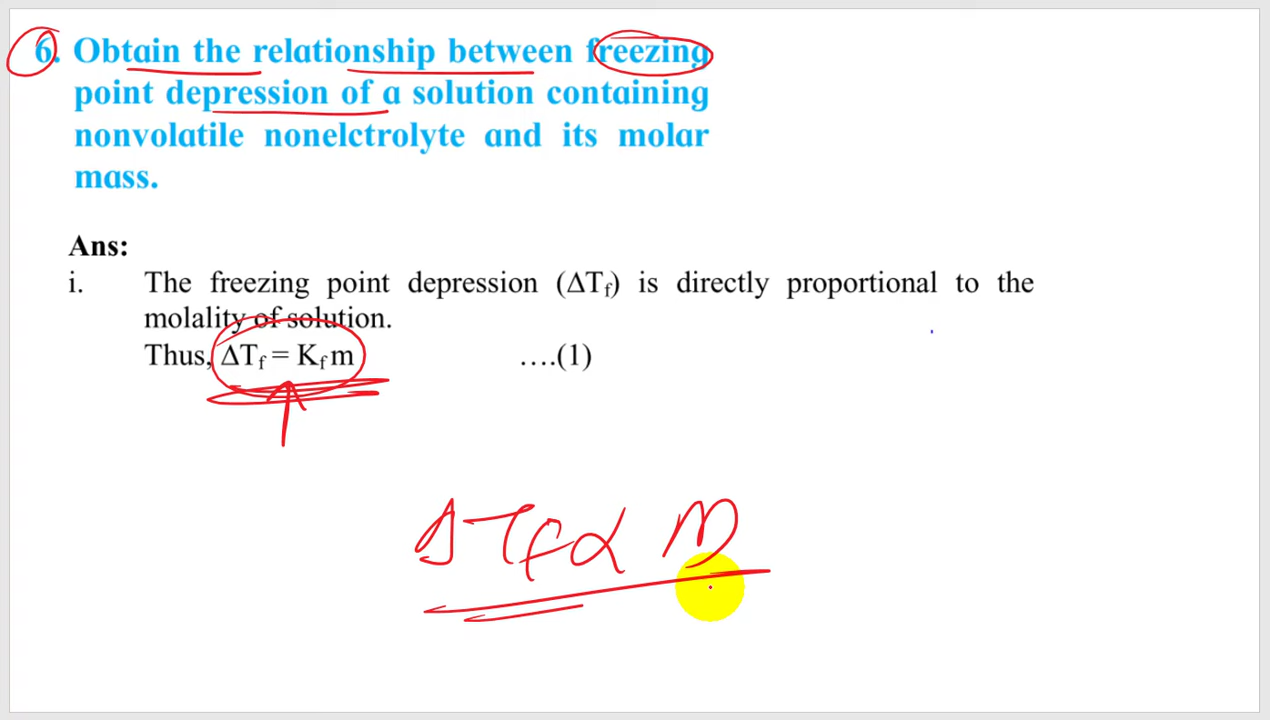 6. Obtain the relationship between freezing
point depression of a solution containing
nonvolatile nonelctrolyte and its molar
mass.
Ans:
i. The freezing point depression (ΔTf) is directly proportional to the
molality of solution.
Thus, ΔTf = Kf m ....(1)
ΔTf ∝ m